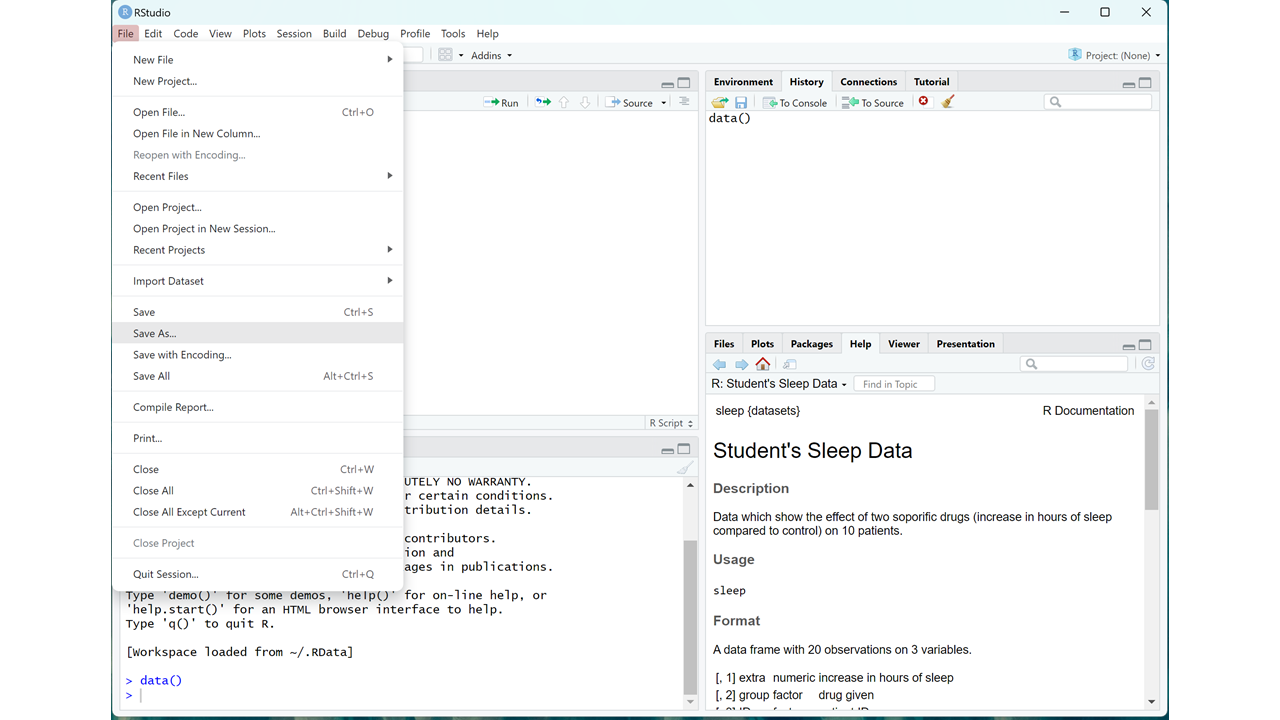 RStudio
File Edit Code View Plots Session Build Debug Profile Tools Help
New File
New Project...
Open File... Ctrl+O
Open File in New Column...
Reopen with Encoding...
Recent Files
Open Project...
Open Project in New Session...
Recent Projects
Import Dataset
Save Ctrl+S
Save As...
Save with Encoding...
Save All Alt+Ctrl+S
Compile Report...
Print...
Close Ctrl+W
Close All Ctrl+Shift+W
Close All Except Current Alt+Ctrl+Shift+W
Close Project
Quit Session... Ctrl+Q
Addins
Project: (None)
Run Source
R Script
UTELY NO WARRANTY.
r certain conditions.
tribution details.
contributors.
ion and
ages in publications.
Type 'demo()' for some demos, 'help()' for on-line help, or
'help.start()' for an HTML browser interface to help.
Type 'q()' to quit R.
[Workspace loaded from ~/.RData]
> data()
>
Environment History Connections Tutorial
To Console To Source
data()
Files Plots Packages Help Viewer Presentation
R: Student's Sleep Data Find in Topic
sleep {datasets} R Documentation
Student's Sleep Data
Description
Data which show the effect of two soporific drugs (increase in hours of sleep
compared to control) on 10 patients.
Usage
sleep
Format
A data frame with 20 observations on 3 variables.
[, 1] extra numeric increase in hours of sleep
[, 2] group factor drug given